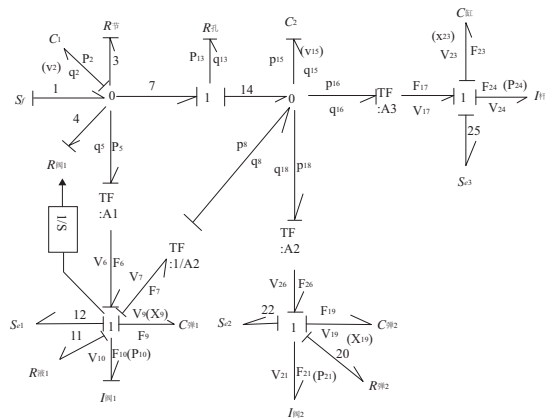 R节
R孔
C₂
C缸
C₁
P₂
(v₂)
q₂
3
P₁₃
q₁₃
p₁₅
(v₁₅)
q₁₅
(x₂₃)
V₂₃
F₂₃
Sf
1
0
7
1
14
0
p₁₆
q₁₆
TF
:A3
F₁₇
V₁₇
1
F₂₄
(P₂₄)
V₂₄
I杆
4
q₅
P₅
R阀1
p₈
q₈
q₁₈
p₁₈
25
Se3
1/S
TF
:A1
TF
:1/A2
TF
:A2
V₆
F₆
V₇
F₇
V₂₆
F₂₆
Se1
12
1
V₉(X₉)
F₉
C弹1
Se2
22
1
F₁₉
V₁₉
(X₁₉)
C弹2
11
R液1
V₁₀
F₁₀(P₁₀)
I阀1
20
R弹2
V₂₁
F₂₁
(P₂₁)
I阀2